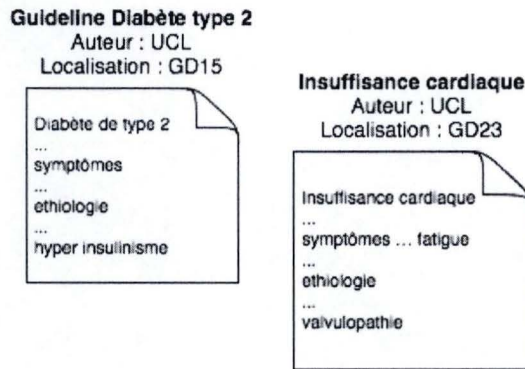 Guideline Diabète type 2
Auteur : UCL
Localisation : GD15
Diabète de type 2
...
symptômes
...
ethiologie
...
hyper insulinisme
Insuffisance cardiaque
Auteur : UCL
Localisation : GD23
Insuffisance cardiaque
...
symptômes ... fatigue
...
ethiologie
...
valvulopathie